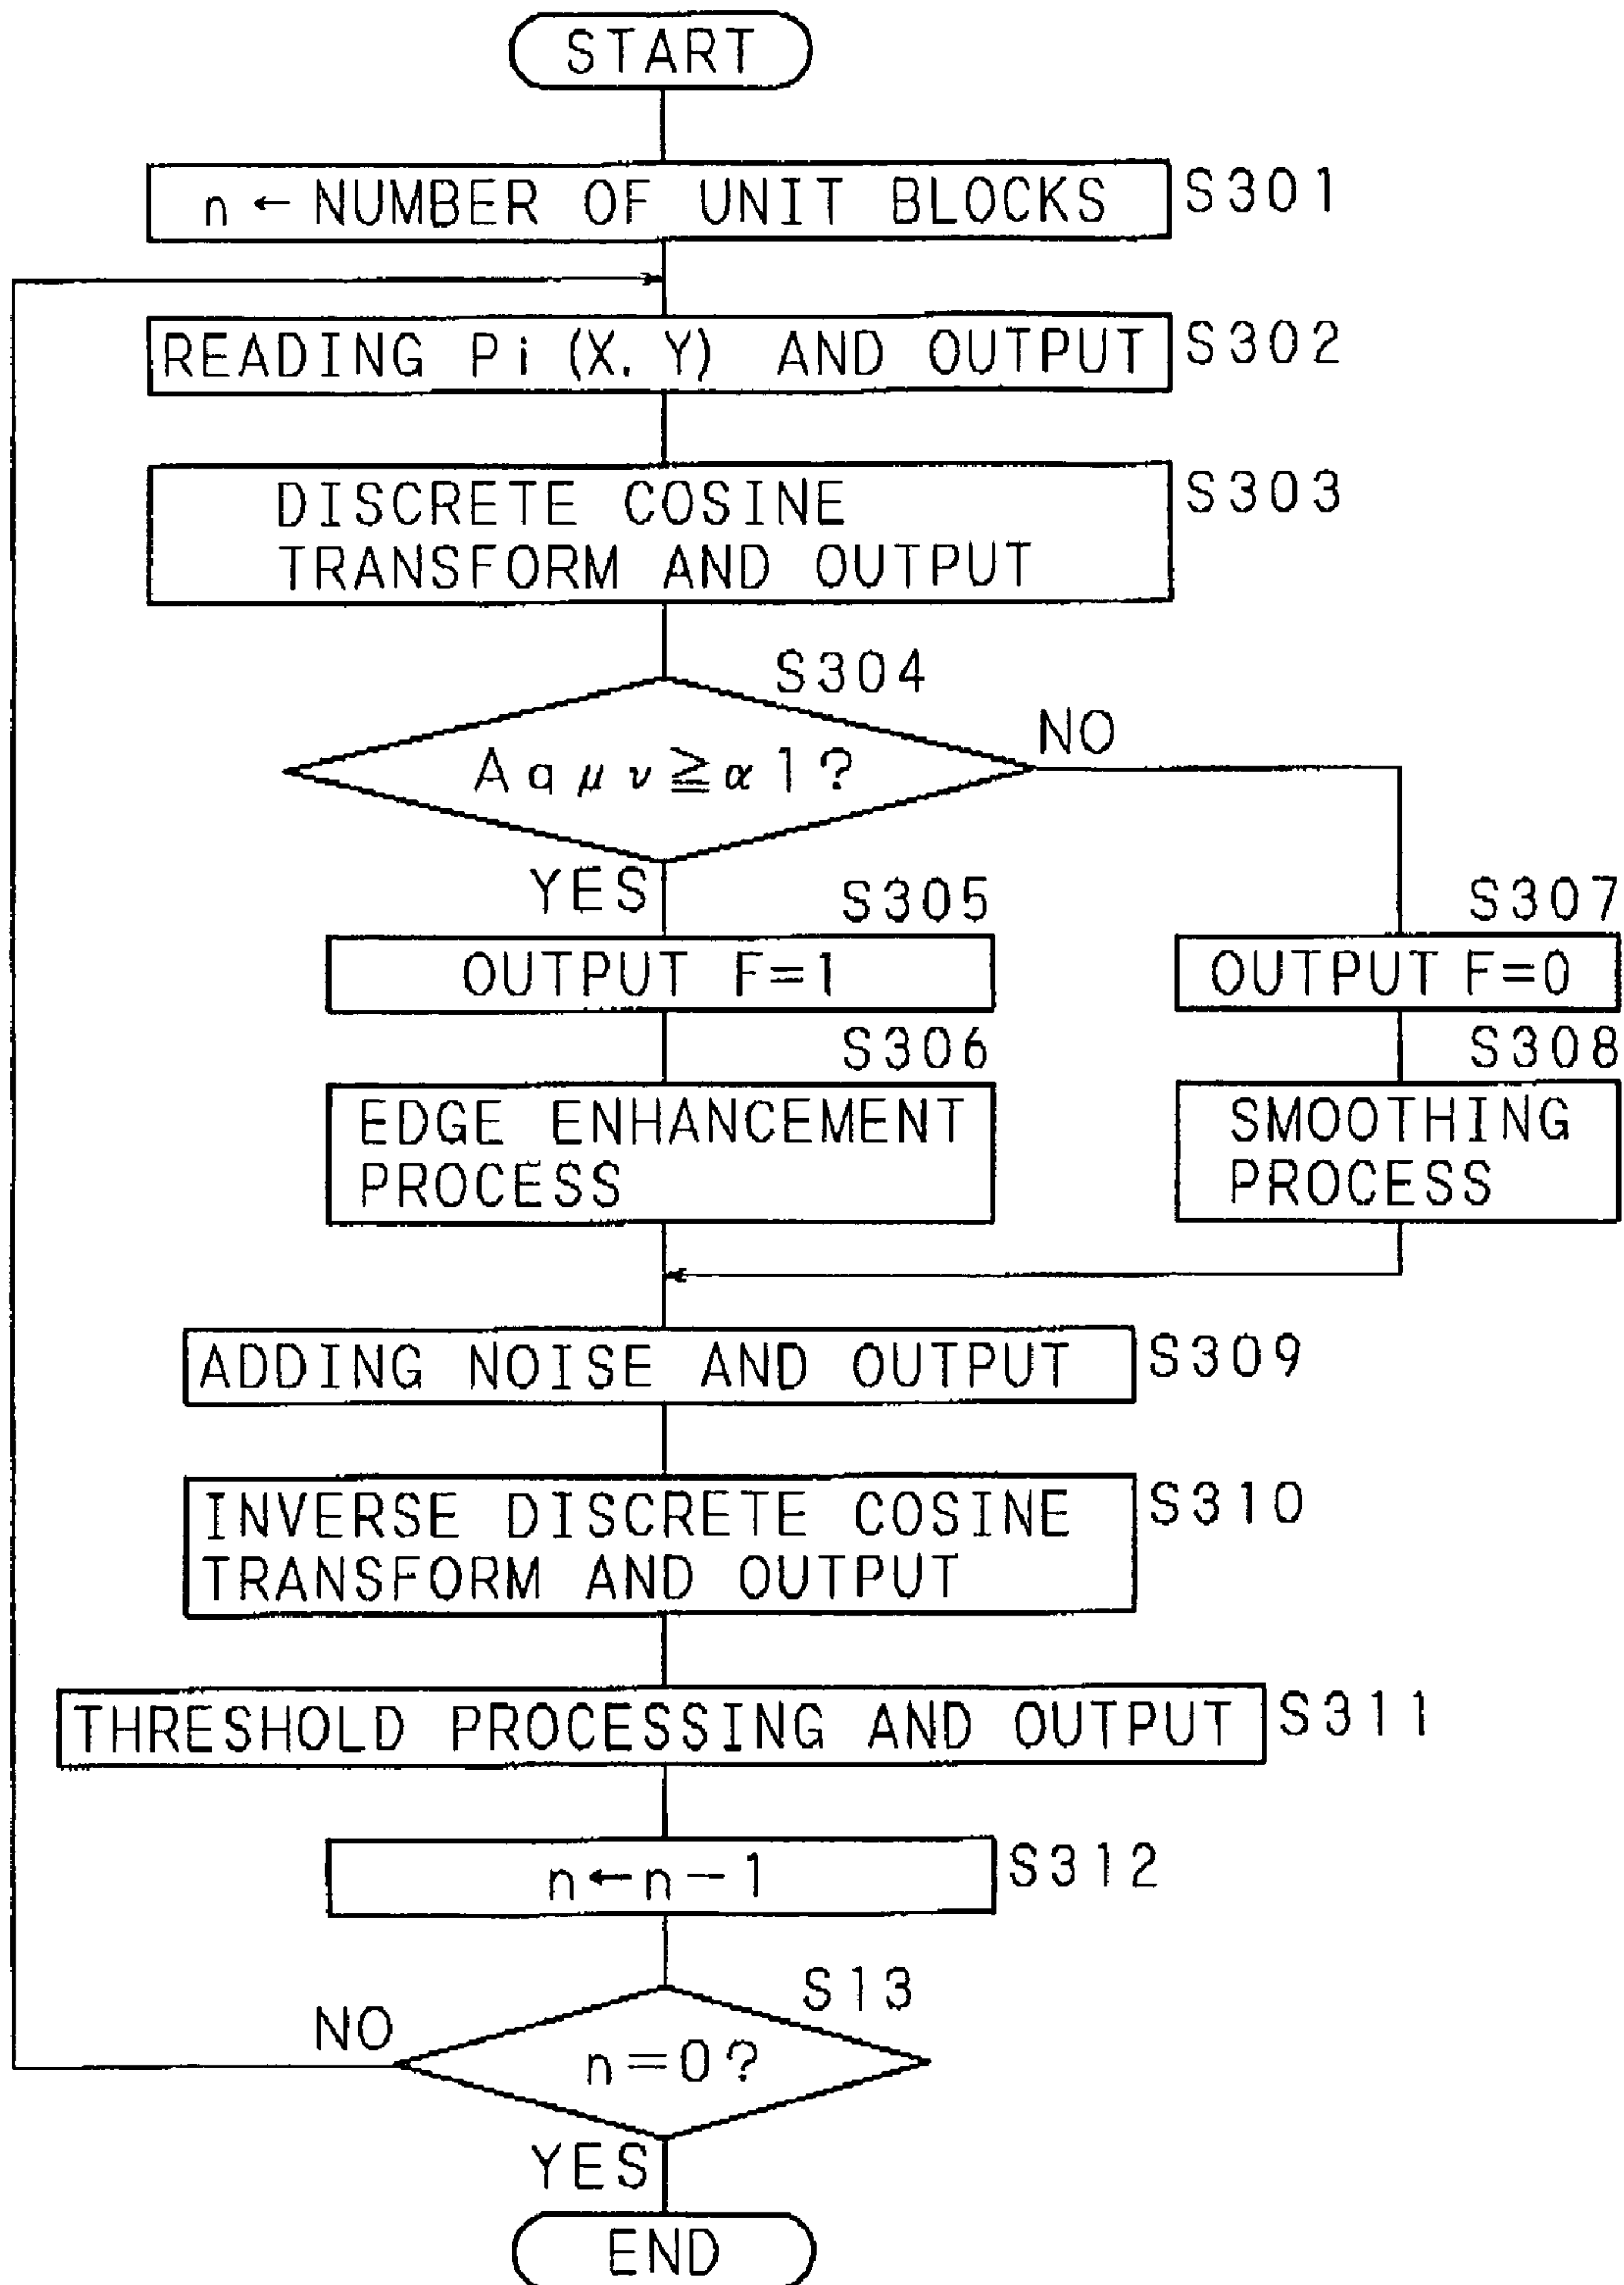 START
n ← NUMBER OF UNIT BLOCKS S301
READING Pi (X, Y) AND OUTPUT S302
DISCRETE COSINE S303
TRANSFORM AND OUTPUT
S304
Aqμν≧α1?
NO
YES
S305
OUTPUT F=1
S307
OUTPUT F=0
S306
EDGE ENHANCEMENT
PROCESS
S308
SMOOTHING
PROCESS
ADDING NOISE AND OUTPUT S309
INVERSE DISCRETE COSINE S310
TRANSFORM AND OUTPUT
THRESHOLD PROCESSING AND OUTPUT S311
n←n-1 S312
S13
NO
n=0?
YES
END